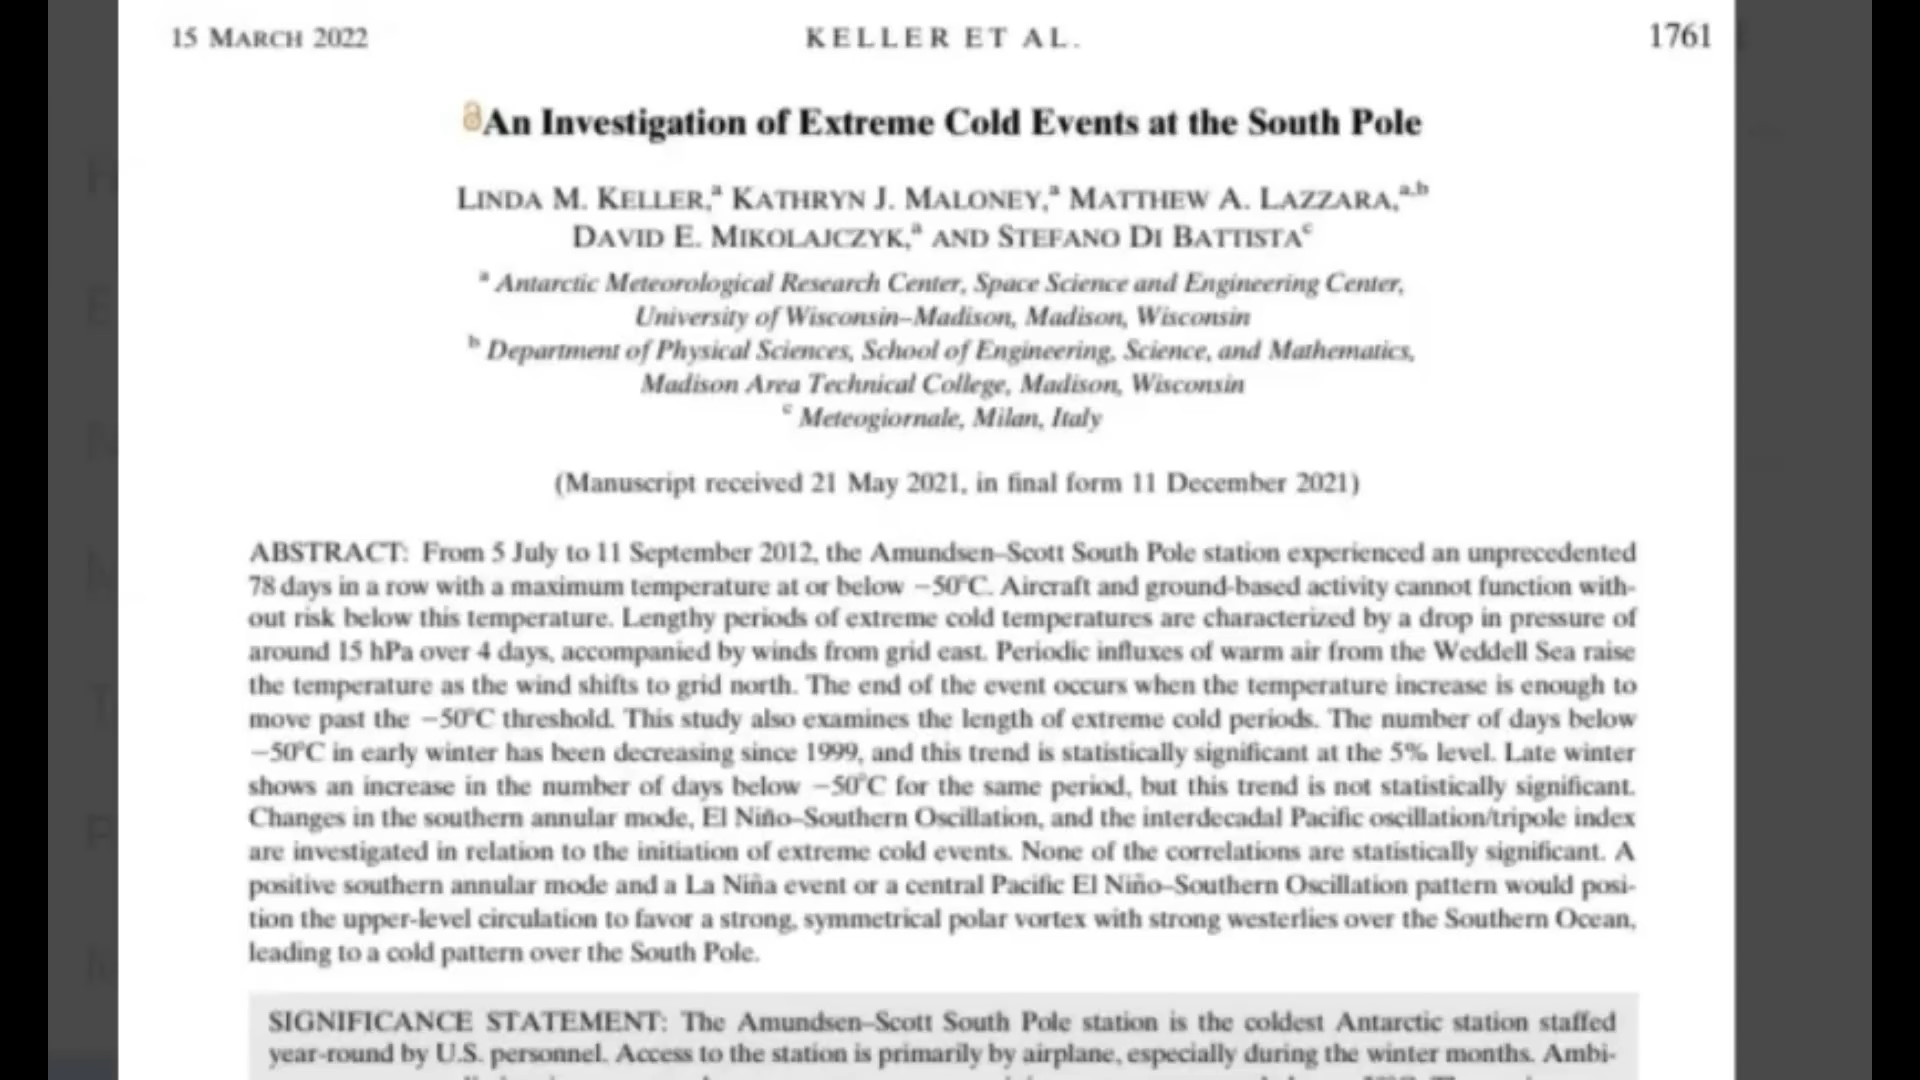 15 MARCH 2022 KELLER ET AL. 1761
An Investigation of Extreme Cold Events at the South Pole
LINDA M. KELLER,ᵃ KATHRYN J. MALONEY,ᵃ MATTHEW A. LAZZARA,ᵃ,ᵇ
DAVID E. MIKOLAJCZYK,ᵃ AND STEFANO DI BATTISTAᶜ
ᵃ Antarctic Meteorological Research Center, Space Science and Engineering Center,
University of Wisconsin–Madison, Madison, Wisconsin
ᵇ Department of Physical Sciences, School of Engineering, Science, and Mathematics,
Madison Area Technical College, Madison, Wisconsin
ᶜ Meteogiornale, Milan, Italy
(Manuscript received 21 May 2021, in final form 11 December 2021)
ABSTRACT: From 5 July to 11 September 2012, the Amundsen–Scott South Pole station experienced an unprecedented
78 days in a row with a maximum temperature at or below −50°C. Aircraft and ground-based activity cannot function with-
out risk below this temperature. Lengthy periods of extreme cold temperatures are characterized by a drop in pressure of
around 15 hPa over 4 days, accompanied by winds from grid east. Periodic influxes of warm air from the Weddell Sea raise
the temperature as the wind shifts to grid north. The end of the event occurs when the temperature increase is enough to
move past the −50°C threshold. This study also examines the length of extreme cold periods. The number of days below
−50°C in early winter has been decreasing since 1999, and this trend is statistically significant at the 5% level. Late winter
shows an increase in the number of days below −50°C for the same period, but this trend is not statistically significant.
Changes in the southern annular mode, El Niño–Southern Oscillation, and the interdecadal Pacific oscillation/tripole index
are investigated in relation to the initiation of extreme cold events. None of the correlations are statistically significant. A
positive southern annular mode and a La Niña event or a central Pacific El Niño–Southern Oscillation pattern would posi-
tion the upper-level circulation to favor a strong, symmetrical polar vortex with strong westerlies over the Southern Ocean,
leading to a cold pattern over the South Pole.
SIGNIFICANCE STATEMENT: The Amundsen–Scott South Pole station is the coldest Antarctic station staffed
year-round by U.S. personnel. Access to the station is primarily by airplane, especially during the winter months. Ambi-